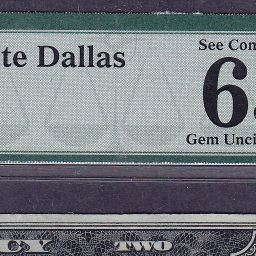 te Dallas
See Com
6
Gem Unci
CY TWO